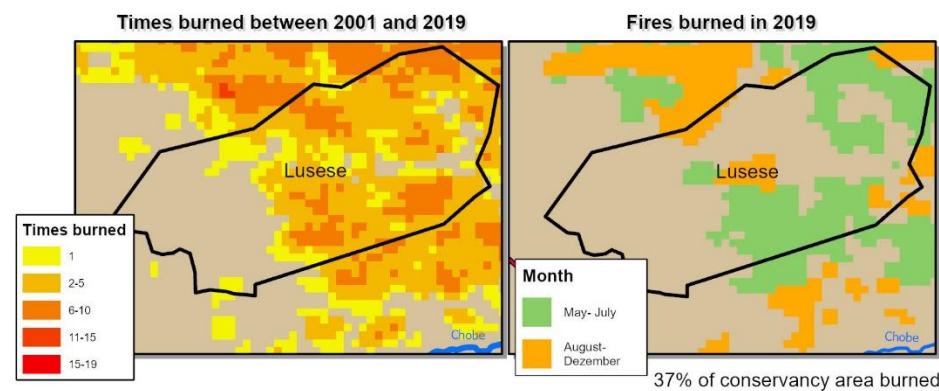 Times burned between 2001 and 2019
Fires burned in 2019
Lusese
Chobe
Times burned
1
2-5
6-10
11-15
15-19
Lusese
Chobe
Month
May- July
August-
Dezember
37% of conservancy area burned